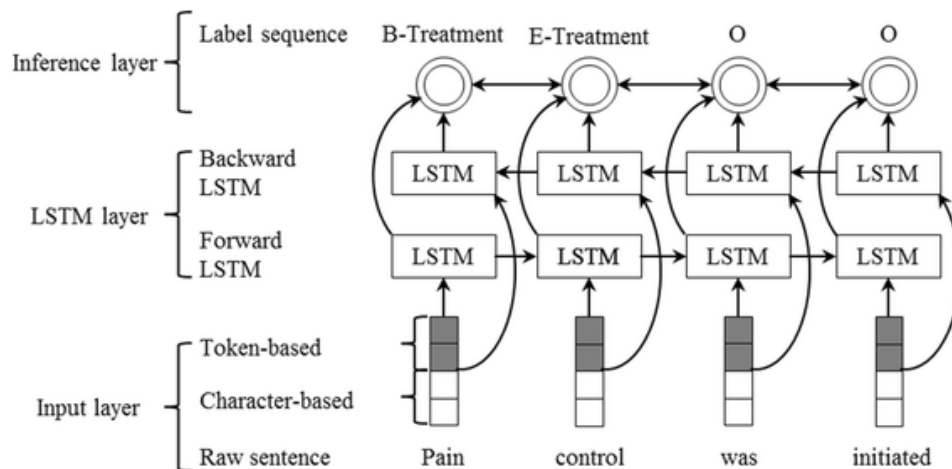 Label sequence B-Treatment E-Treatment O O
Inference layer
Backward
LSTM
LSTM LSTM LSTM LSTM
LSTM layer
Forward
LSTM
LSTM LSTM LSTM LSTM
Token-based
Input layer
Character-based
Raw sentence Pain control was initiated